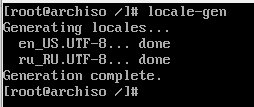 [root@archiso /]# locale-gen
Generating locales...
  en_US.UTF-8... done
  ru_RU.UTF-8... done
Generation complete.
[root@archiso /]#